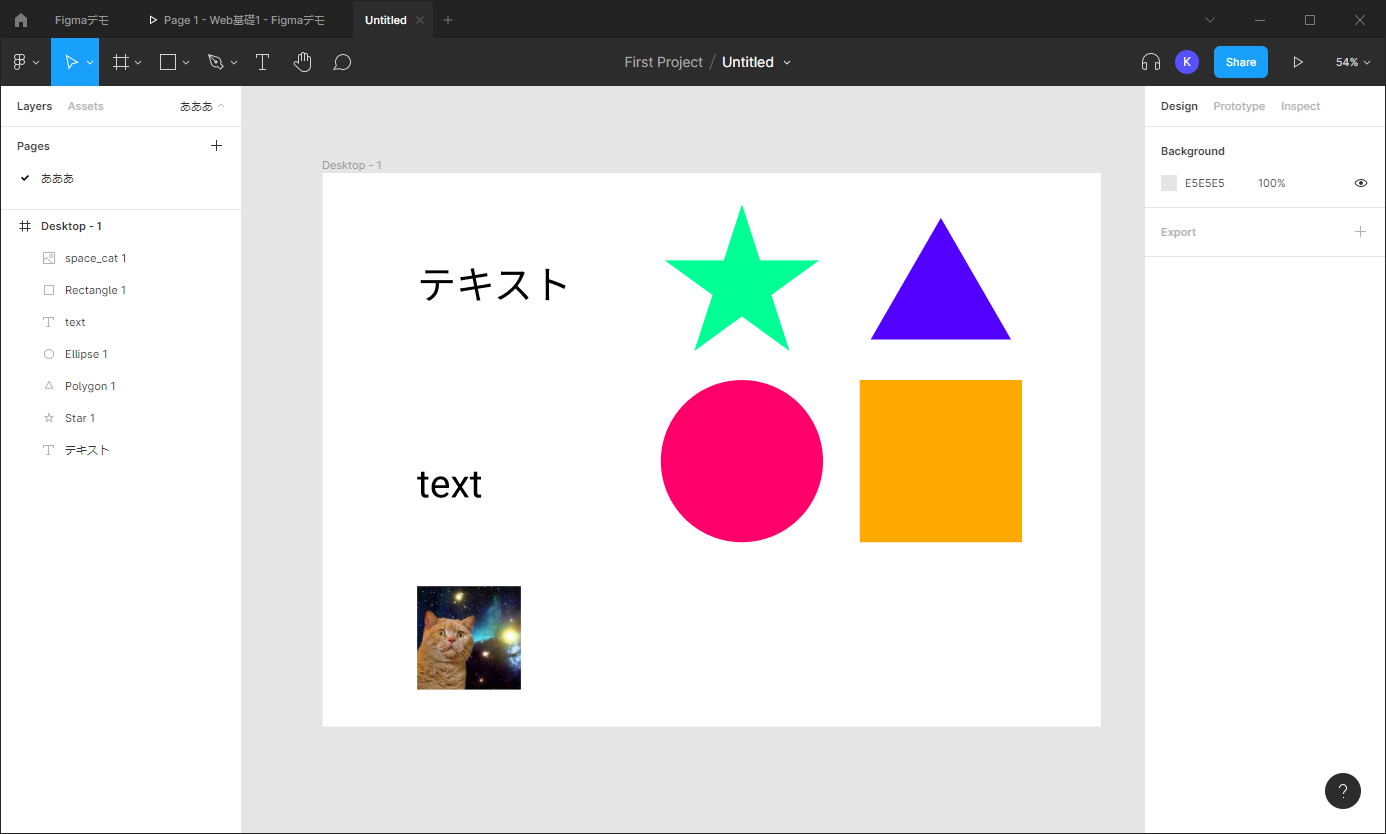 Figmaデモ
Page 1 - Web基礎1 - Figmaデモ
Untitled
First Project / Untitled
K
Share
54%
Layers
Assets
あああ
Pages
あああ
Desktop - 1
space_cat 1
Rectangle 1
text
Ellipse 1
Polygon 1
Star 1
テキスト
Desktop - 1
テキスト
text
Design
Prototype
Inspect
Background
E5E5E5
100%
Export
?